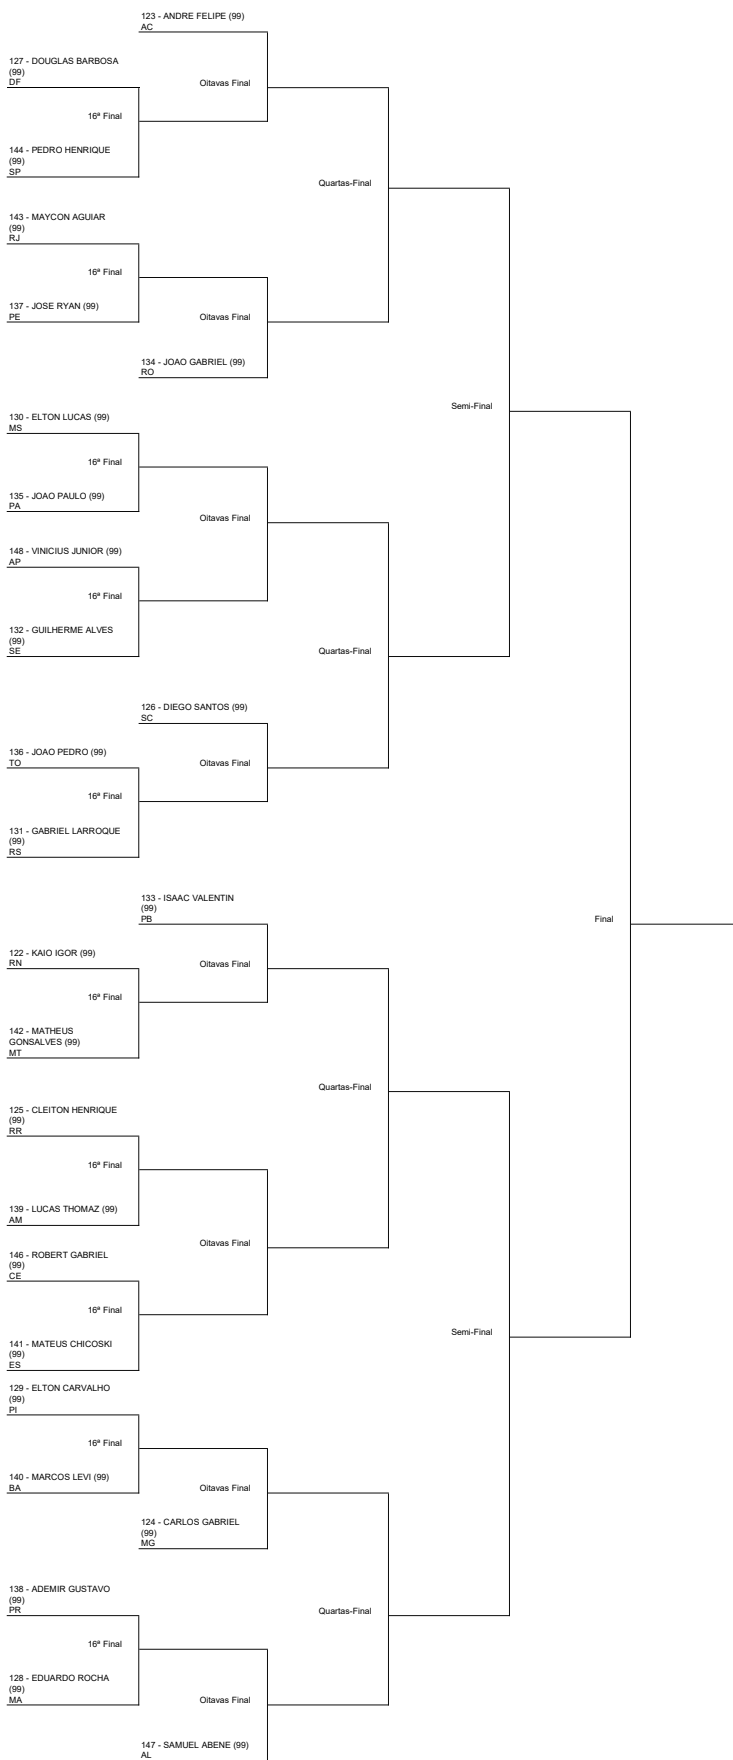 123 - ANDRE FELIPE (99)
AC
127 - DOUGLAS BARBOSA
(99)
DF
Oitavas Final
16ª Final
144 - PEDRO HENRIQUE
(99)
SP
Quartas-Final
143 - MAYCON AGUIAR
(99)
RJ
16ª Final
137 - JOSE RYAN (99)
PE
Oitavas Final
134 - JOAO GABRIEL (99)
RO
Semi-Final
130 - ELTON LUCAS (99)
MS
16ª Final
135 - JOAO PAULO (99)
PA
Oitavas Final
148 - VINICIUS JUNIOR (99)
AP
16ª Final
132 - GUILHERME ALVES
(99)
SE
Quartas-Final
126 - DIEGO SANTOS (99)
SC
136 - JOAO PEDRO (99)
TO
Oitavas Final
16ª Final
131 - GABRIEL LARROQUE
(99)
RS
133 - ISAAC VALENTIN
(99)
PB
Final
122 - KAIO IGOR (99)
RN
Oitavas Final
16ª Final
142 - MATHEUS
GONSALVES (99)
MT
Quartas-Final
125 - CLEITON HENRIQUE
(99)
RR
16ª Final
139 - LUCAS THOMAZ (99)
AM
Oitavas Final
146 - ROBERT GABRIEL
(99)
CE
16ª Final
Semi-Final
141 - MATEUS CHICOSKI
(99)
ES
129 - ELTON CARVALHO
(99)
PI
16ª Final
140 - MARCOS LEVI (99)
BA
Oitavas Final
124 - CARLOS GABRIEL
(99)
MG
138 - ADEMIR GUSTAVO
(99)
PR
Quartas-Final
16ª Final
128 - EDUARDO ROCHA
(99)
MA
Oitavas Final
147 - SAMUEL ABENE (99)
AL